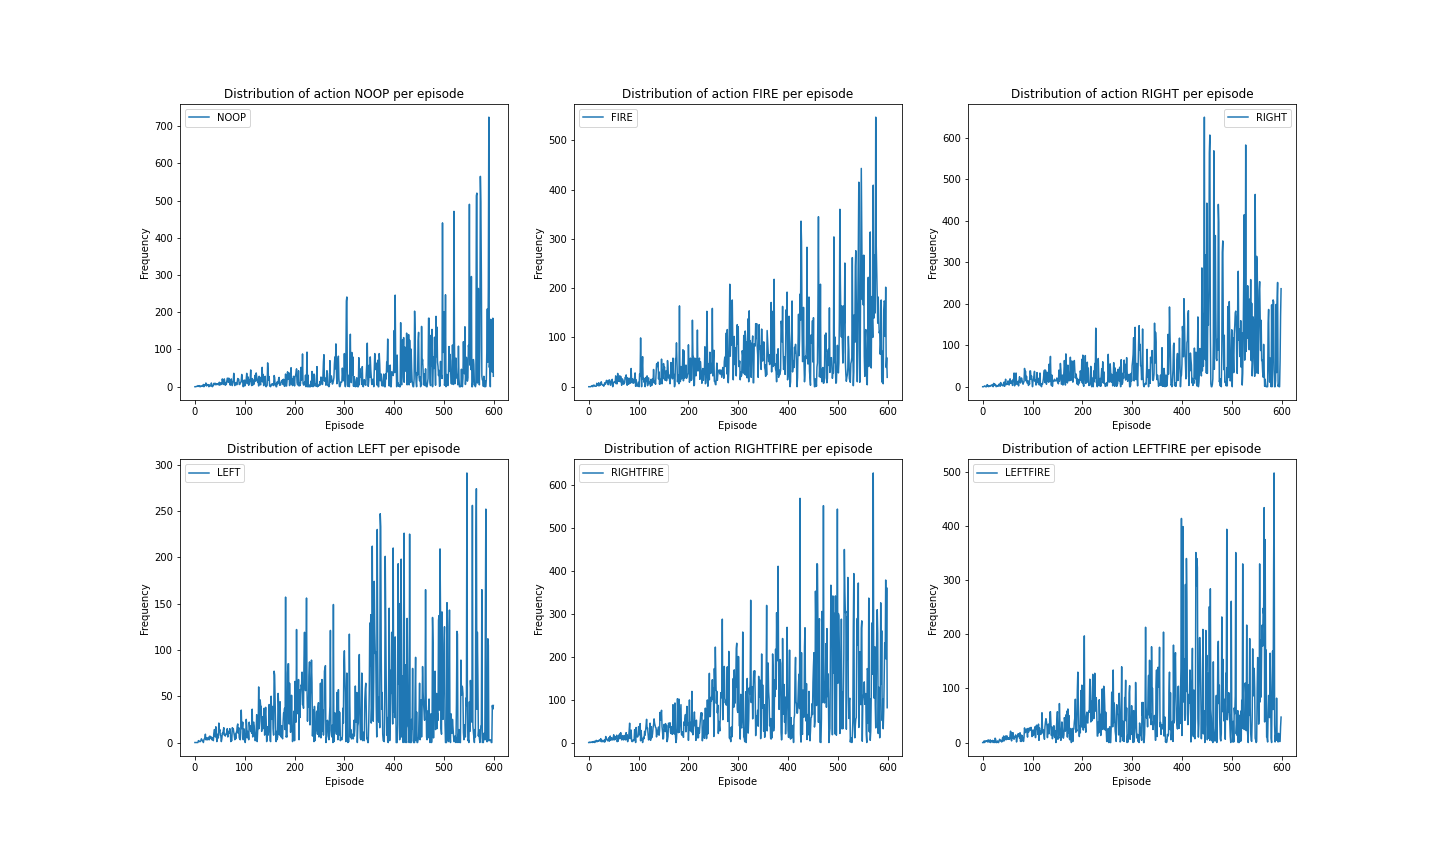 Distribution of action NOOP per episode
NOOP
Frequency
700
600
500
400
300
200
100
0
0 100 200 300 400 500 600
Episode
Distribution of action FIRE per episode
FIRE
Frequency
500
400
300
200
100
0
0 100 200 300 400 500 600
Episode
Distribution of action RIGHT per episode
RIGHT
Frequency
600
500
400
300
200
100
0
0 100 200 300 400 500 600
Episode
Distribution of action LEFT per episode
LEFT
Frequency
300
250
200
150
100
50
0
0 100 200 300 400 500 600
Episode
Distribution of action RIGHTFIRE per episode
RIGHTFIRE
Frequency
600
500
400
300
200
100
0
0 100 200 300 400 500 600
Episode
Distribution of action LEFTFIRE per episode
LEFTFIRE
Frequency
500
400
300
200
100
0
0 100 200 300 400 500 600
Episode